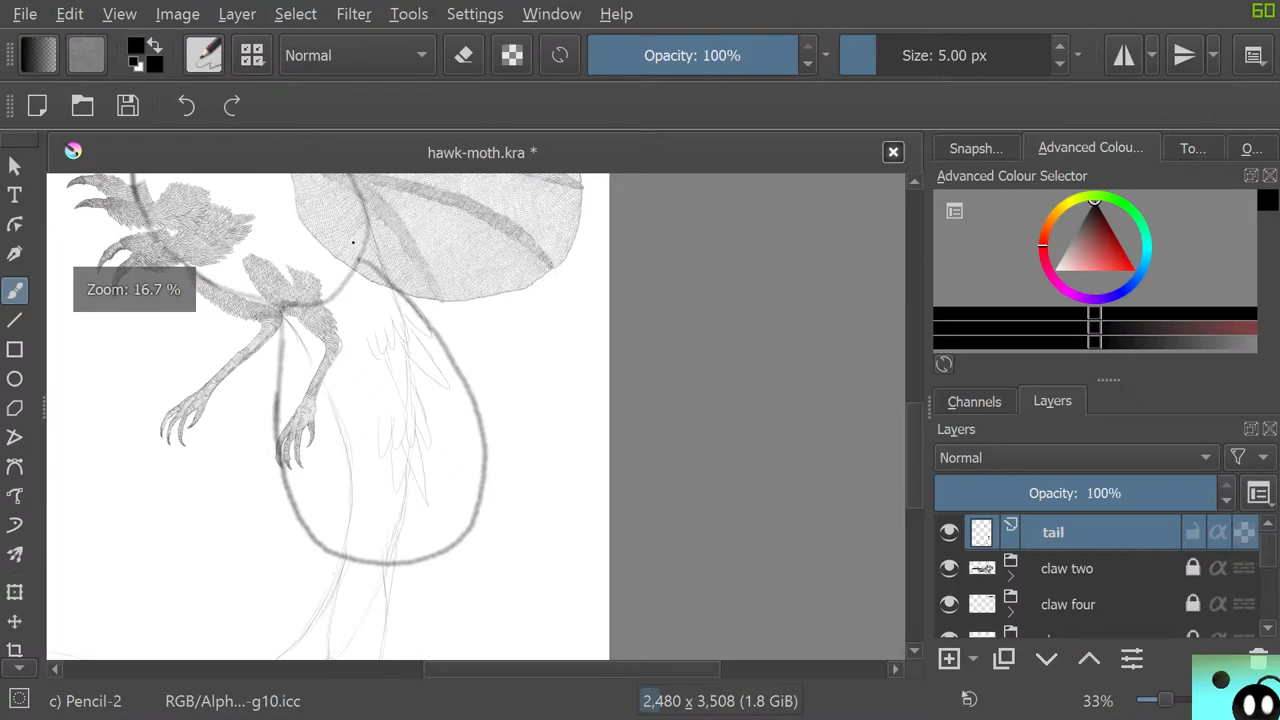 60
File Edit View Image Layer Select Filter Tools Settings Window Help
Normal Opacity: 100% Size: 5.00 px
hawk-moth.kra *
Snapsh... Advanced Colou... To... O...
Advanced Colour Selector
Zoom: 16.7 %
Channels Layers
Layers
Normal
Opacity: 100%
tail
claw two
claw four
c) Pencil-2 RGB/Alph...-g10.icc 2,480 x 3,508 (1.8 GiB) 33%